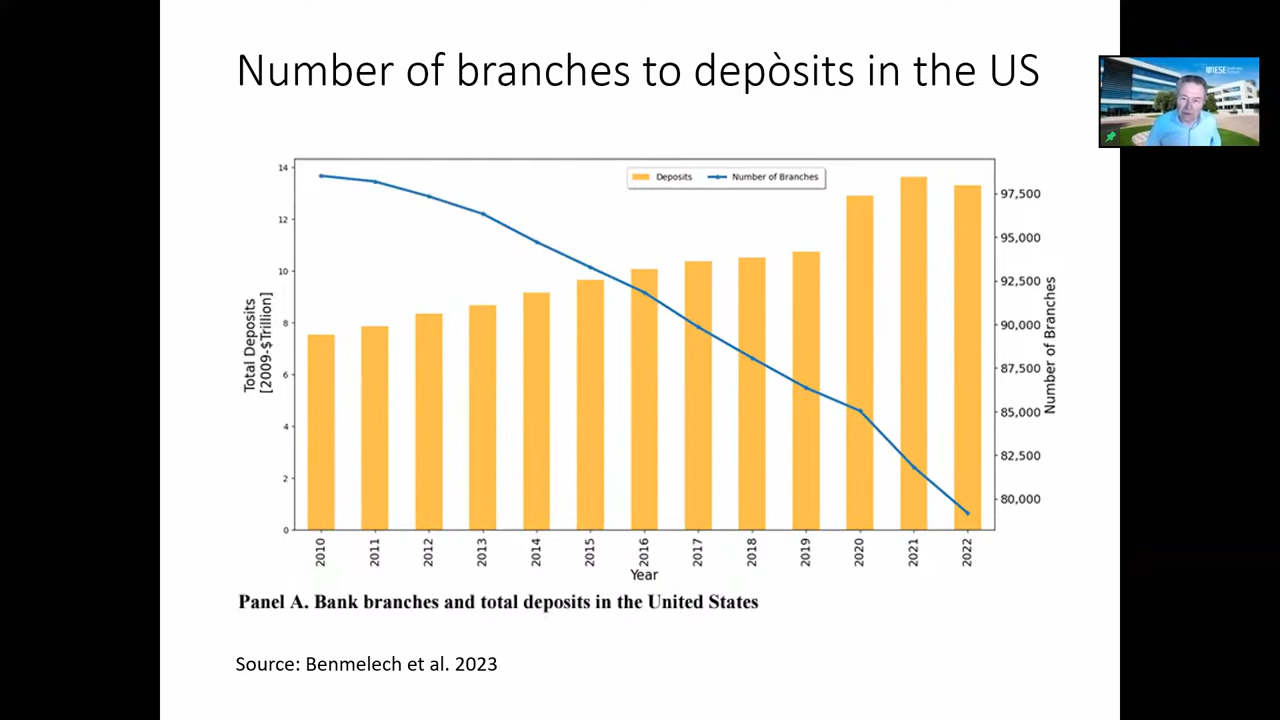 Number of branches to depòsits in the US
IESE
Deposits
Number of Branches
14
12
10
8
6
4
2
0
Total Deposits
[2009-$Trillion]
97,500
95,000
92,500
90,000
87,500
85,000
82,500
80,000
Number of Branches
2010
2011
2012
2013
2014
2015
2016
2017
2018
2019
2020
2021
2022
Year
Panel A. Bank branches and total deposits in the United States
Source: Benmelech et al. 2023